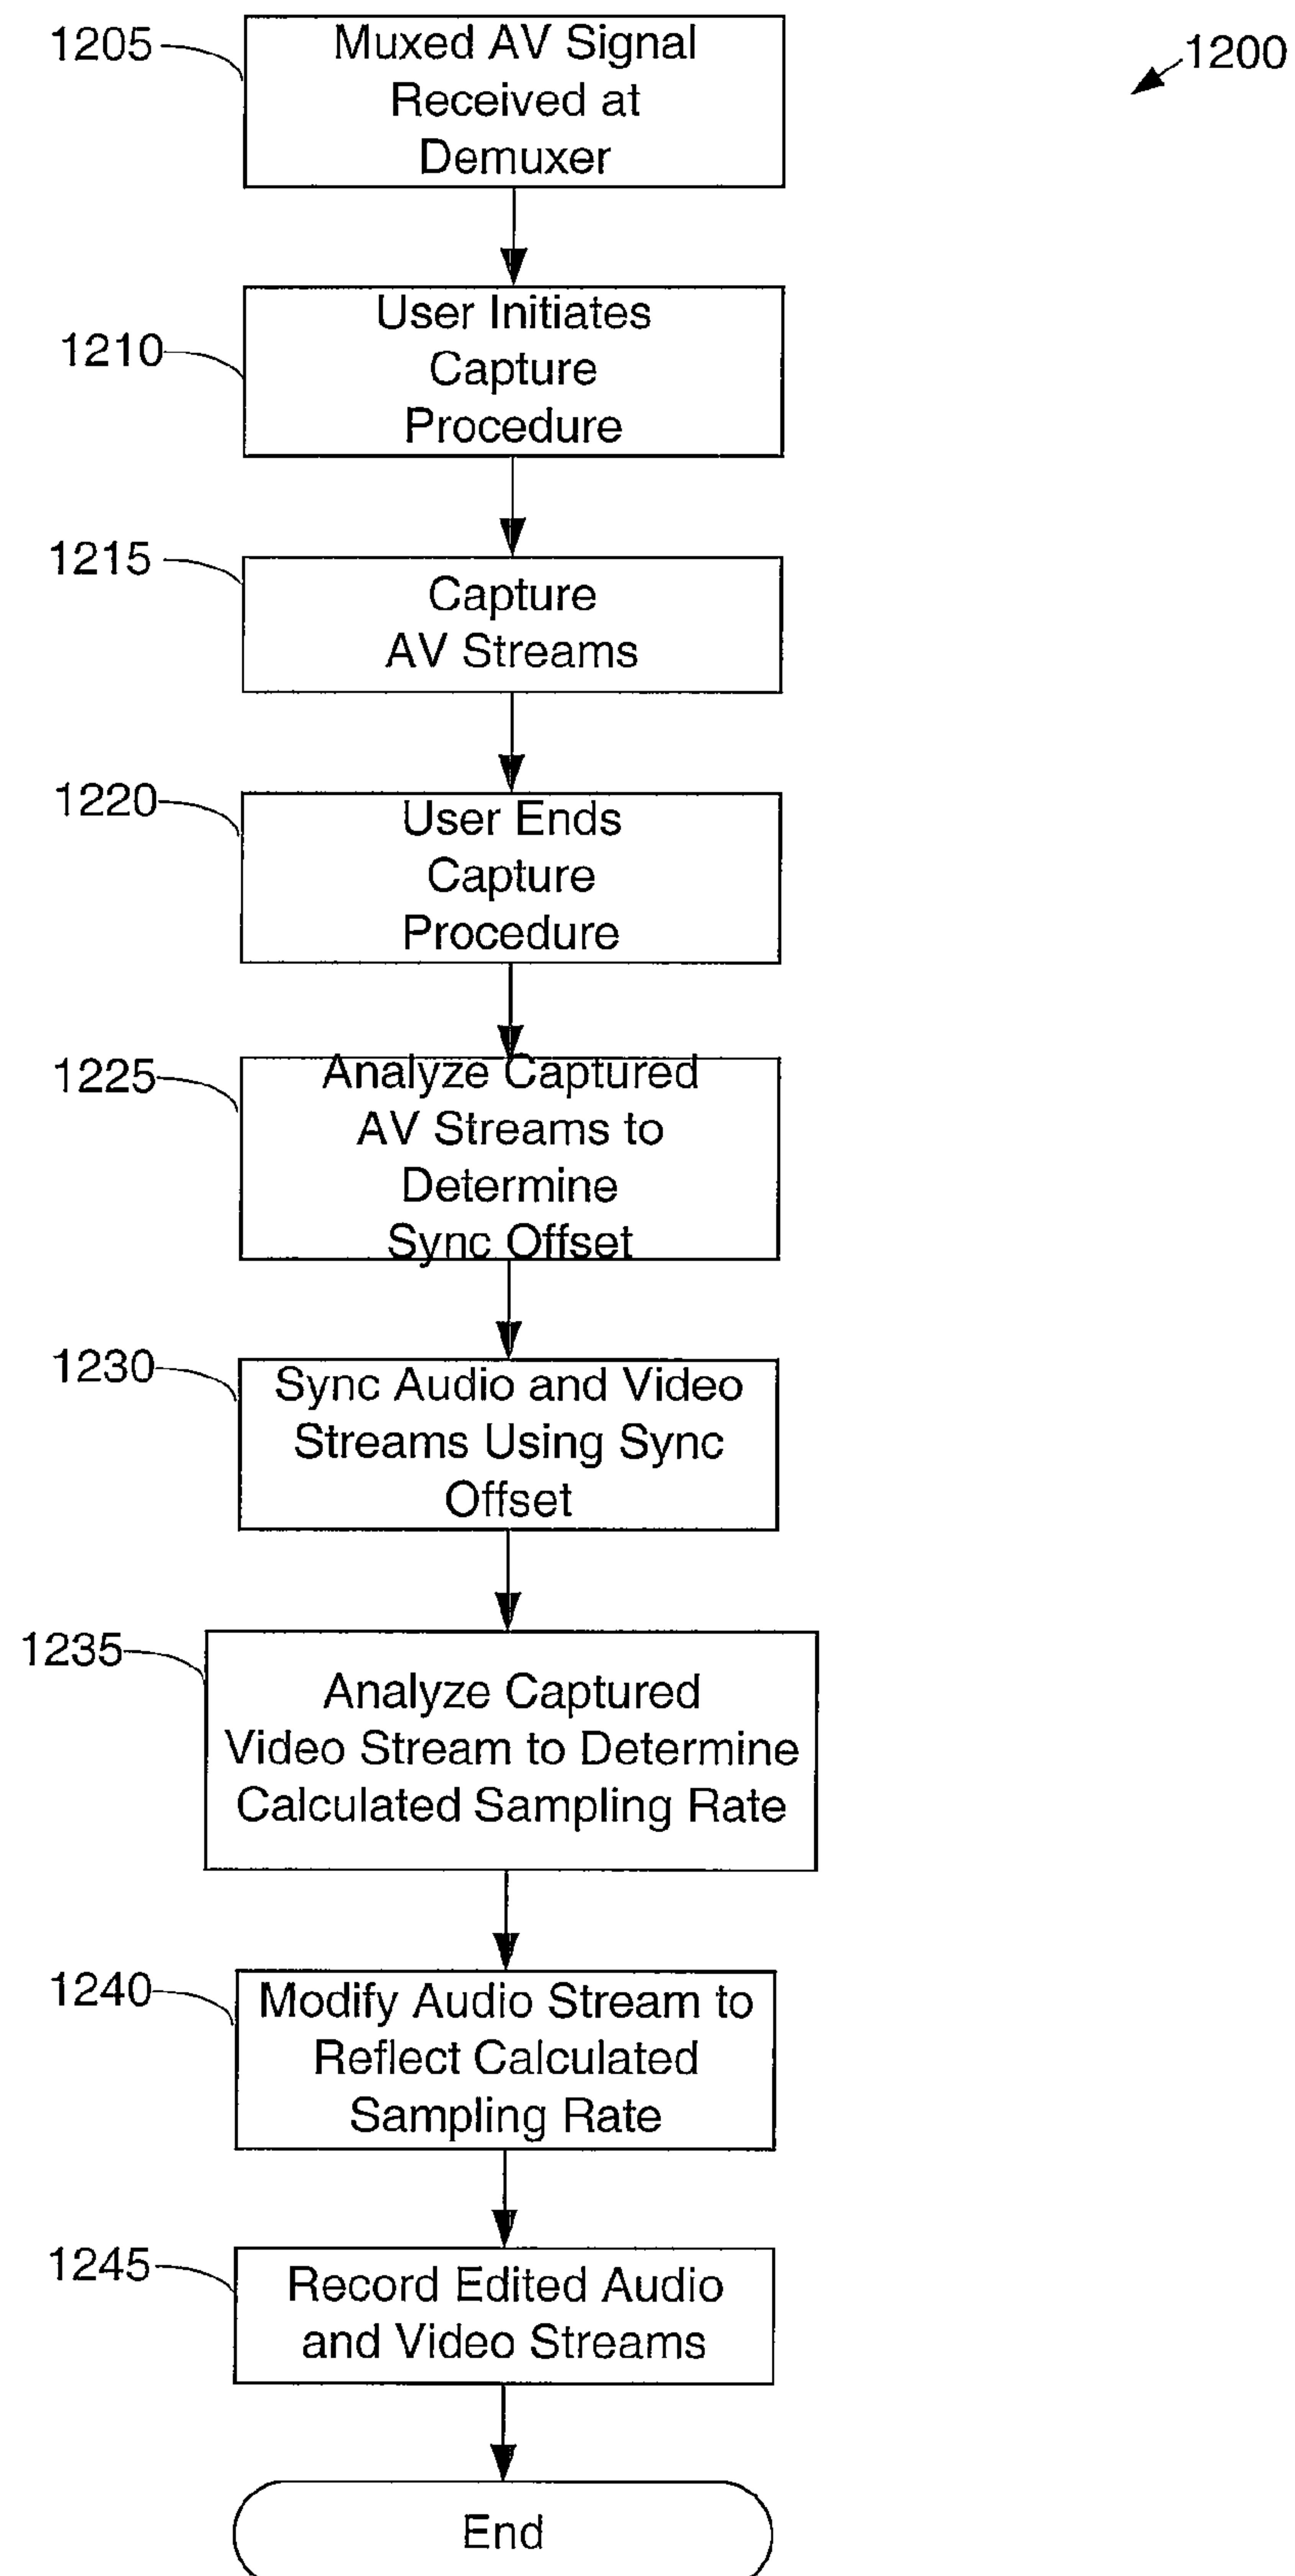 1200
1205
Muxed AV Signal
Received at
Demuxer
1210
User Initiates
Capture
Procedure
1215
Capture
AV Streams
1220
User Ends
Capture
Procedure
1225
Analyze Captured
AV Streams to
Determine
Sync Offset
1230
Sync Audio and Video
Streams Using Sync
Offset
1235
Analyze Captured
Video Stream to Determine
Calculated Sampling Rate
1240
Modify Audio Stream to
Reflect Calculated
Sampling Rate
1245
Record Edited Audio
and Video Streams
End